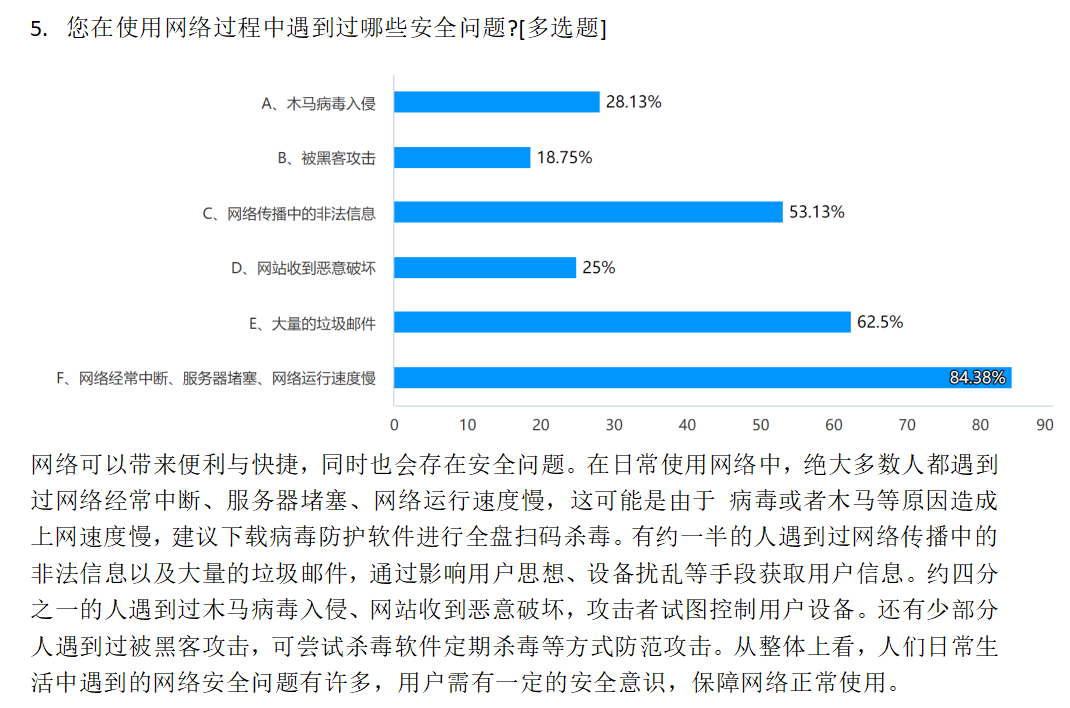 5. 您在使用网络过程中遇到过哪些安全问题?[多选题]
A、木马病毒入侵 28.13%
B、被黑客攻击 18.75%
C、网络传播中的非法信息 53.13%
D、网站收到恶意破坏 25%
E、大量的垃圾邮件 62.5%
F、网络经常中断、服务器堵塞、网络运行速度慢 84.38%
0 10 20 30 40 50 60 70 80 90
网络可以带来便利与快捷，同时也会存在安全问题。在日常使用网络中，绝大多数人都遇到
过网络经常中断、服务器堵塞、网络运行速度慢，这可能是由于 病毒或者木马等原因造成
上网速度慢，建议下载病毒防护软件进行全盘扫码杀毒。有约一半的人遇到过网络传播中的
非法信息以及大量的垃圾邮件，通过影响用户思想、设备扰乱等手段获取用户信息。约四分
之一的人遇到过木马病毒入侵、网站收到恶意破坏，攻击者试图控制用户设备。还有少部分
人遇到过被黑客攻击，可尝试杀毒软件定期杀毒等方式防范攻击。从整体上看，人们日常生
活中遇到的网络安全问题有许多，用户需有一定的安全意识，保障网络正常使用。